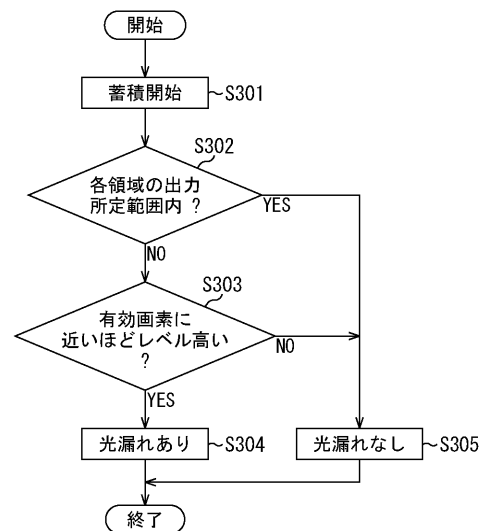 開始
蓄積開始
S301
S302
各領域の出力
所定範囲内 ?
YES
NO
S303
有効画素に
近いほどレベル高い
?
NO
YES
光漏れあり
S304
光漏れなし
S305
終了